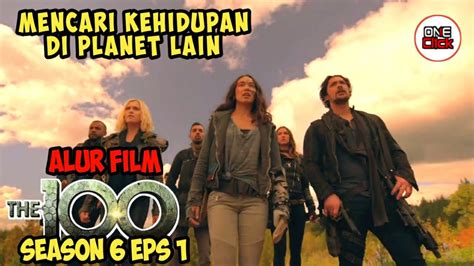 MENCARI KEHIDUPAN
DI PLANET LAIN
ONE
Click
ALUR FILM
THE 100
SEASON 6 EPS 1